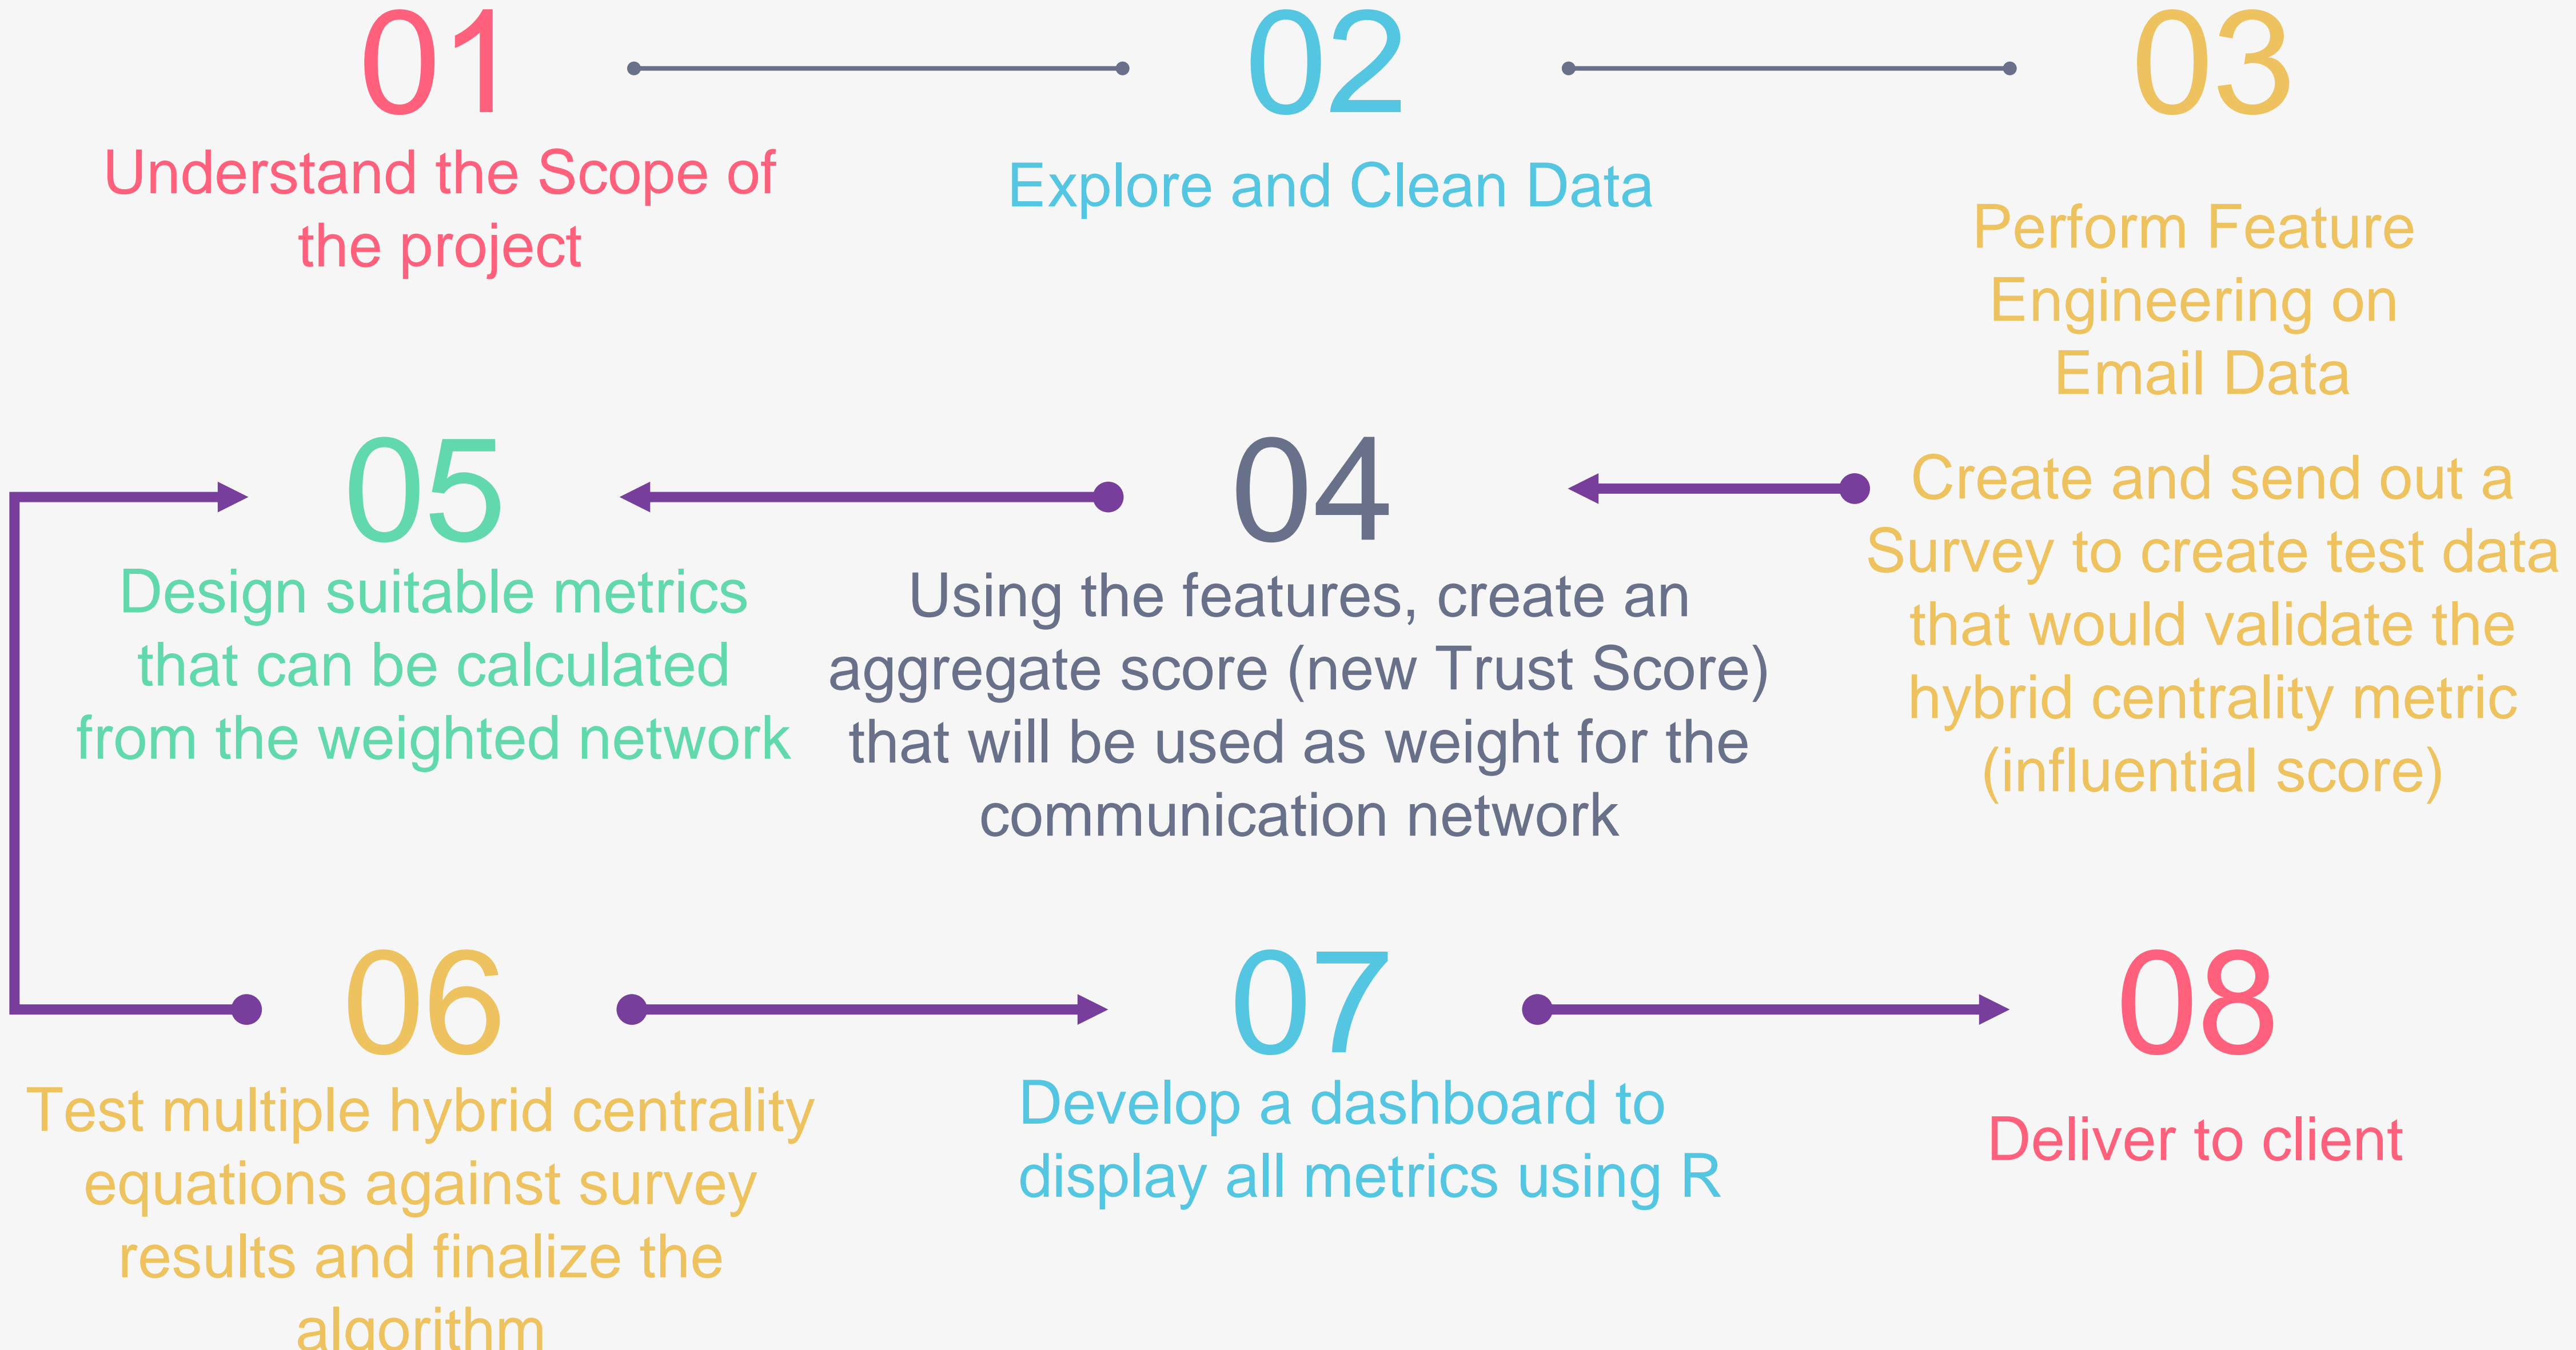 01
Understand the Scope of
the project
02
Explore and Clean Data
03
Perform Feature
Engineering on
Email Data
Create and send out a
Survey to create test data
that would validate the
hybrid centrality metric
(influential score)
04
Using the features, create an
aggregate score (new Trust Score)
that will be used as weight for the
communication network
05
Design suitable metrics
that can be calculated
from the weighted network
06
Test multiple hybrid centrality
equations against survey
results and finalize the
algorithm
07
Develop a dashboard to
display all metrics using R
08
Deliver to client